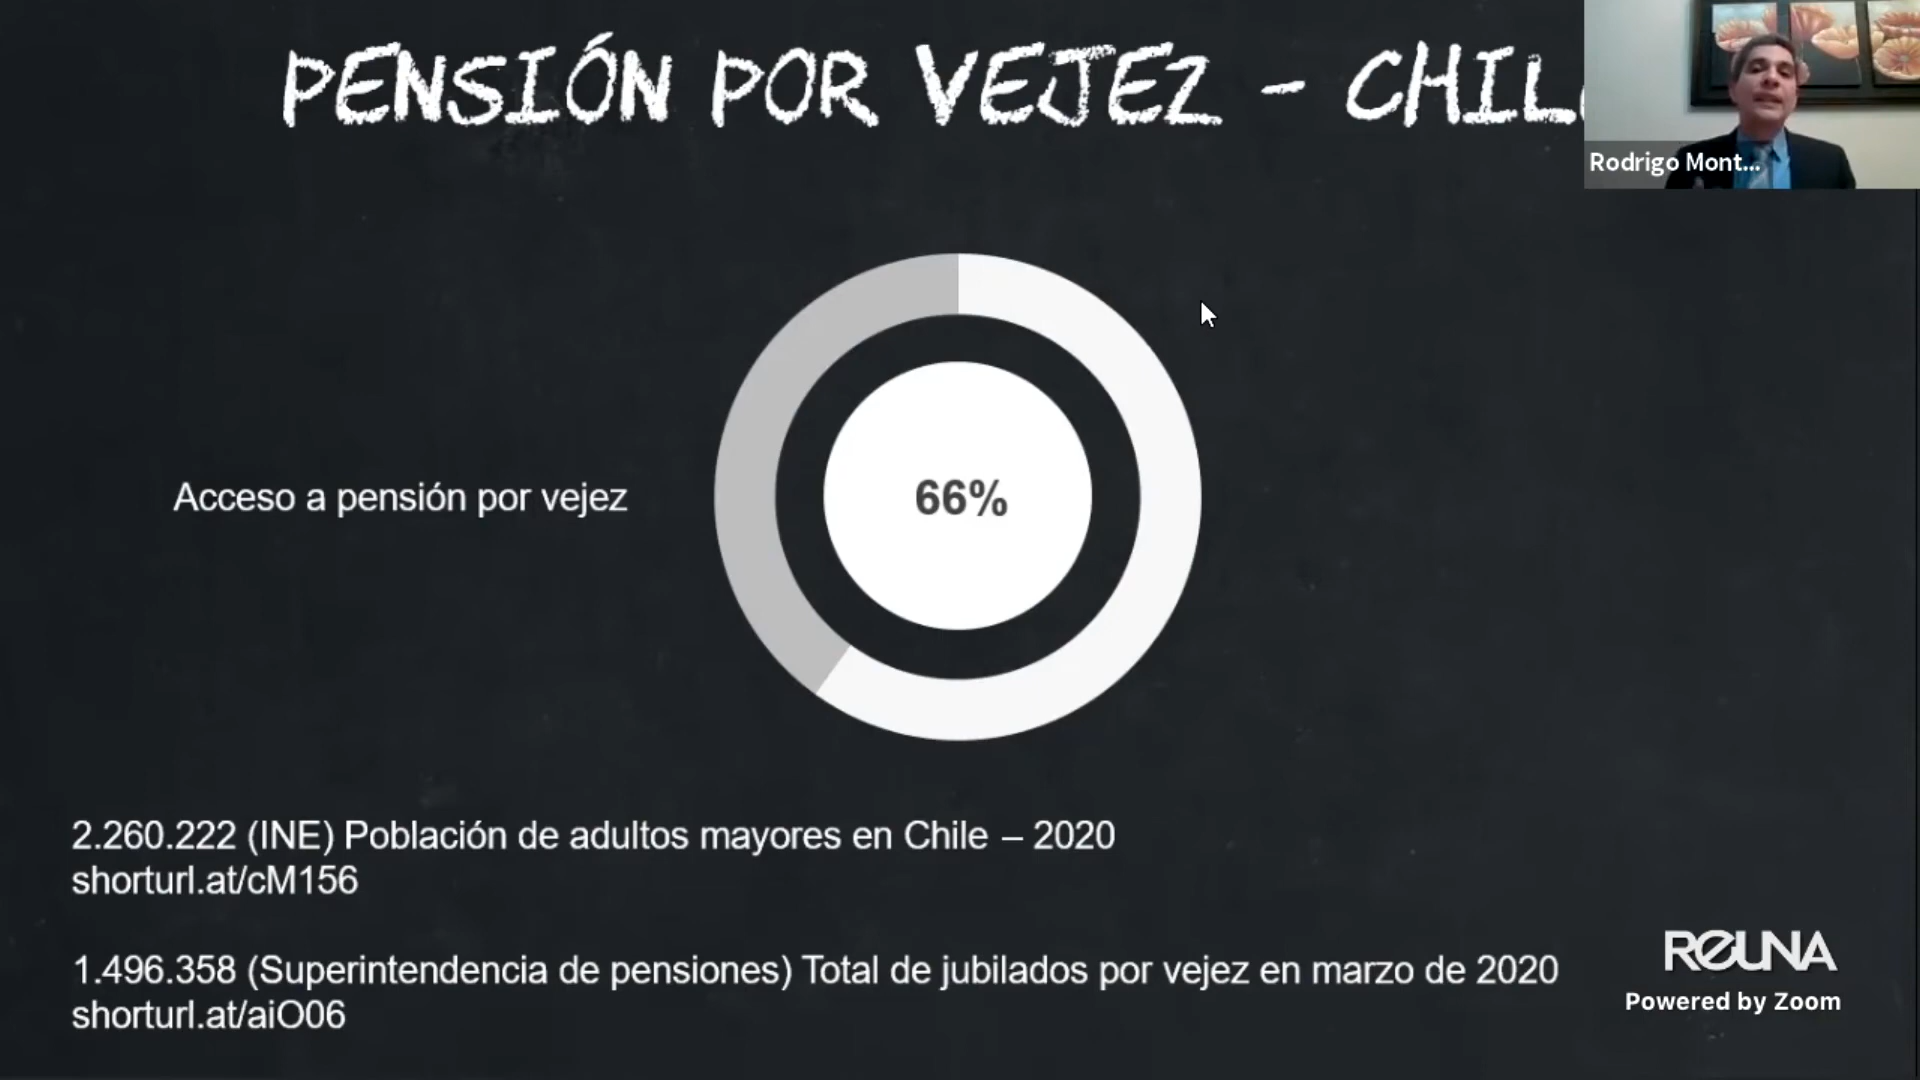 PENSIÓN POR VEJEZ - CHIL
Rodrigo Mont...
Acceso a pensión por vejez
66%
2.260.222 (INE) Población de adultos mayores en Chile – 2020
shorturl.at/cM156
1.496.358 (Superintendencia de pensiones) Total de jubilados por vejez en marzo de 2020
shorturl.at/aiO06
REUNA
Powered by Zoom